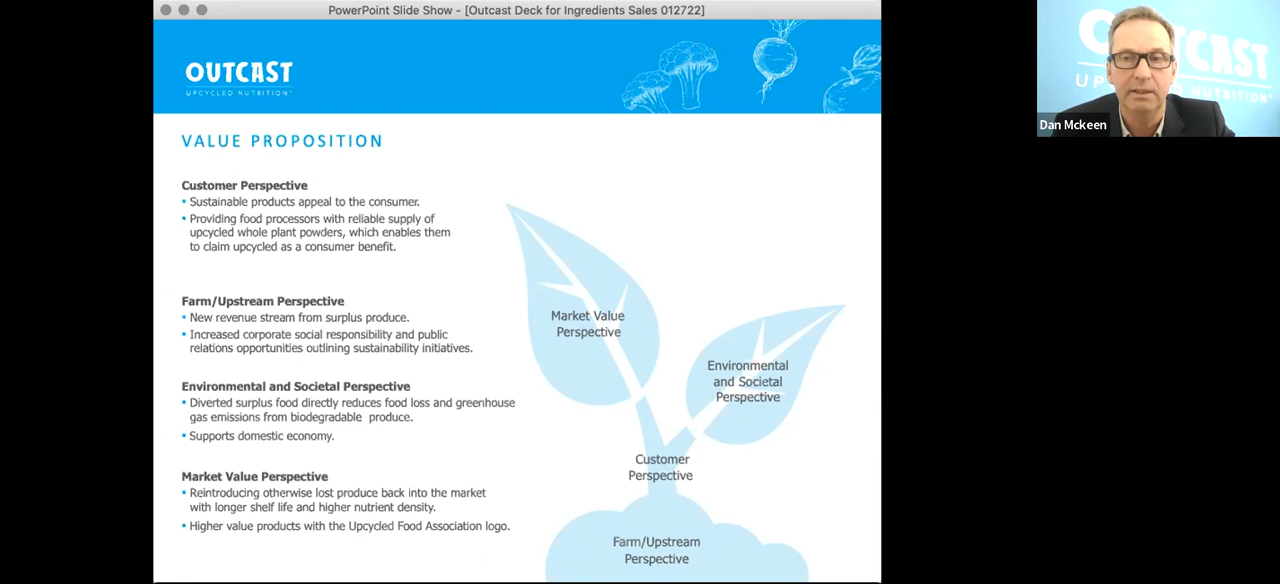 PowerPoint Slide Show - [Outcast Deck for Ingredients Sales 012722]
OUTCAST
UPCYCLED NUTRITION
VALUE PROPOSITION
Customer Perspective
• Sustainable products appeal to the consumer.
• Providing food processors with reliable supply of
upcycled whole plant powders, which enables them
to claim upcycled as a consumer benefit.
Farm/Upstream Perspective
• New revenue stream from surplus produce.
• Increased corporate social responsibility and public
relations opportunities outlining sustainability initiatives.
Environmental and Societal Perspective
• Diverted surplus food directly reduces food loss and greenhouse
gas emissions from biodegradable produce.
• Supports domestic economy.
Market Value Perspective
• Reintroducing otherwise lost produce back into the market
with longer shelf life and higher nutrient density.
• Higher value products with the Upcycled Food Association logo.
Market Value
Perspective
Environmental
and Societal
Perspective
Customer
Perspective
Farm/Upstream
Perspective
Dan Mckeen